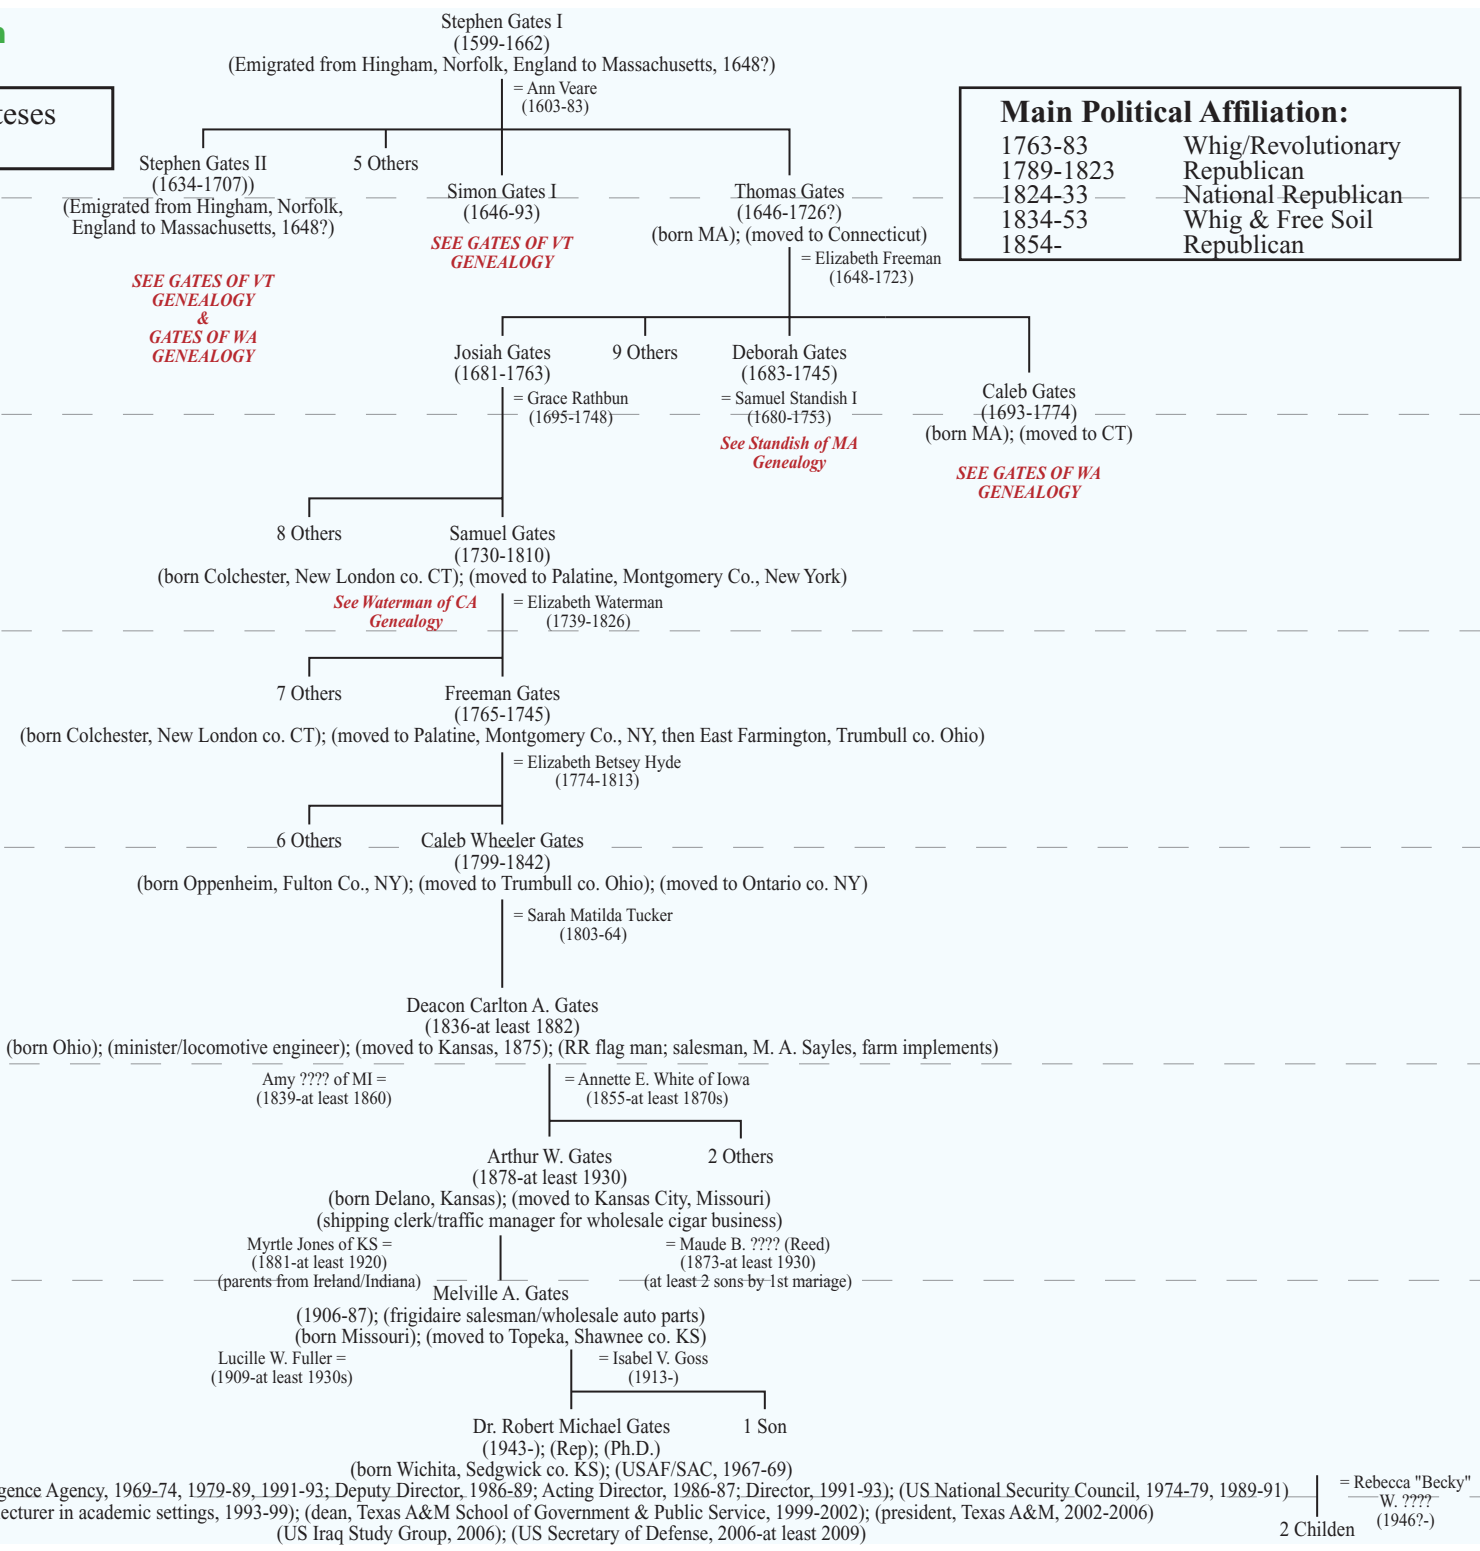 Stephen Gates I
(1599-1662)
(Emigrated from Hingham, Norfolk, England to Massachusetts, 1648?)
= Ann Veare
(1603-83)
teses
Main Political Affiliation:
1763-83 Whig/Revolutionary
1789-1823 Republican
1824-33 National Republican
1834-53 Whig & Free Soil
1854- Republican
Stephen Gates II
(1634-1707))
(Emigrated from Hingham, Norfolk,
England to Massachusetts, 1648?)
SEE GATES OF VT
GENEALOGY
&
GATES OF WA
GENEALOGY
5 Others
Simon Gates I
(1646-93)
SEE GATES OF VT
GENEALOGY
Thomas Gates
(1646-1726?)
(born MA); (moved to Connecticut)
= Elizabeth Freeman
(1648-1723)
Josiah Gates
(1681-1763)
= Grace Rathbun
(1695-1748)
9 Others
Deborah Gates
(1683-1745)
= Samuel Standish I
(1680-1753)
See Standish of MA
Genealogy
Caleb Gates
(1693-1774)
(born MA); (moved to CT)
SEE GATES OF WA
GENEALOGY
8 Others
Samuel Gates
(1730-1810)
(born Colchester, New London co. CT); (moved to Palatine, Montgomery Co., New York)
See Waterman of CA
Genealogy
= Elizabeth Waterman
(1739-1826)
7 Others
Freeman Gates
(1765-1745)
(born Colchester, New London co. CT); (moved to Palatine, Montgomery Co., NY, then East Farmington, Trumbull co. Ohio)
= Elizabeth Betsey Hyde
(1774-1813)
6 Others
Caleb Wheeler Gates
(1799-1842)
(born Oppenheim, Fulton Co., NY); (moved to Trumbull co. Ohio); (moved to Ontario co. NY)
= Sarah Matilda Tucker
(1803-64)
Deacon Carlton A. Gates
(1836-at least 1882)
(born Ohio); (minister/locomotive engineer); (moved to Kansas, 1875); (RR flag man; salesman, M. A. Sayles, farm implements)
Amy ???? of MI =
(1839-at least 1860)
= Annette E. White of Iowa
(1855-at least 1870s)
Arthur W. Gates
(1878-at least 1930)
2 Others
(born Delano, Kansas); (moved to Kansas City, Missouri)
(shipping clerk/traffic manager for wholesale cigar business)
Myrtle Jones of KS =
(1881-at least 1920)
(parents from Ireland/Indiana)
= Maude B. ???? (Reed)
(1873-at least 1930)
(at least 2 sons by 1st mariage)
Melville A. Gates
(1906-87); (frigidaire salesman/wholesale auto parts)
(born Missouri); (moved to Topeka, Shawnee co. KS)
Lucille W. Fuller =
(1909-at least 1930s)
= Isabel V. Goss
(1913-)
Dr. Robert Michael Gates
1 Son
(1943-); (Rep); (Ph.D.)
(born Wichita, Sedgwick co. KS); (USAF/SAC, 1967-69)
gence Agency, 1969-74, 1979-89, 1991-93; Deputy Director, 1986-89; Acting Director, 1986-87; Director, 1991-93); (US National Security Council, 1974-79, 1989-91)
ecturer in academic settings, 1993-99); (dean, Texas A&M School of Government & Public Service, 1999-2002); (president, Texas A&M, 2002-2006)
(US Iraq Study Group, 2006); (US Secretary of Defense, 2006-at least 2009)
= Rebecca "Becky"
W. ????
(1946?-)
2 Childen